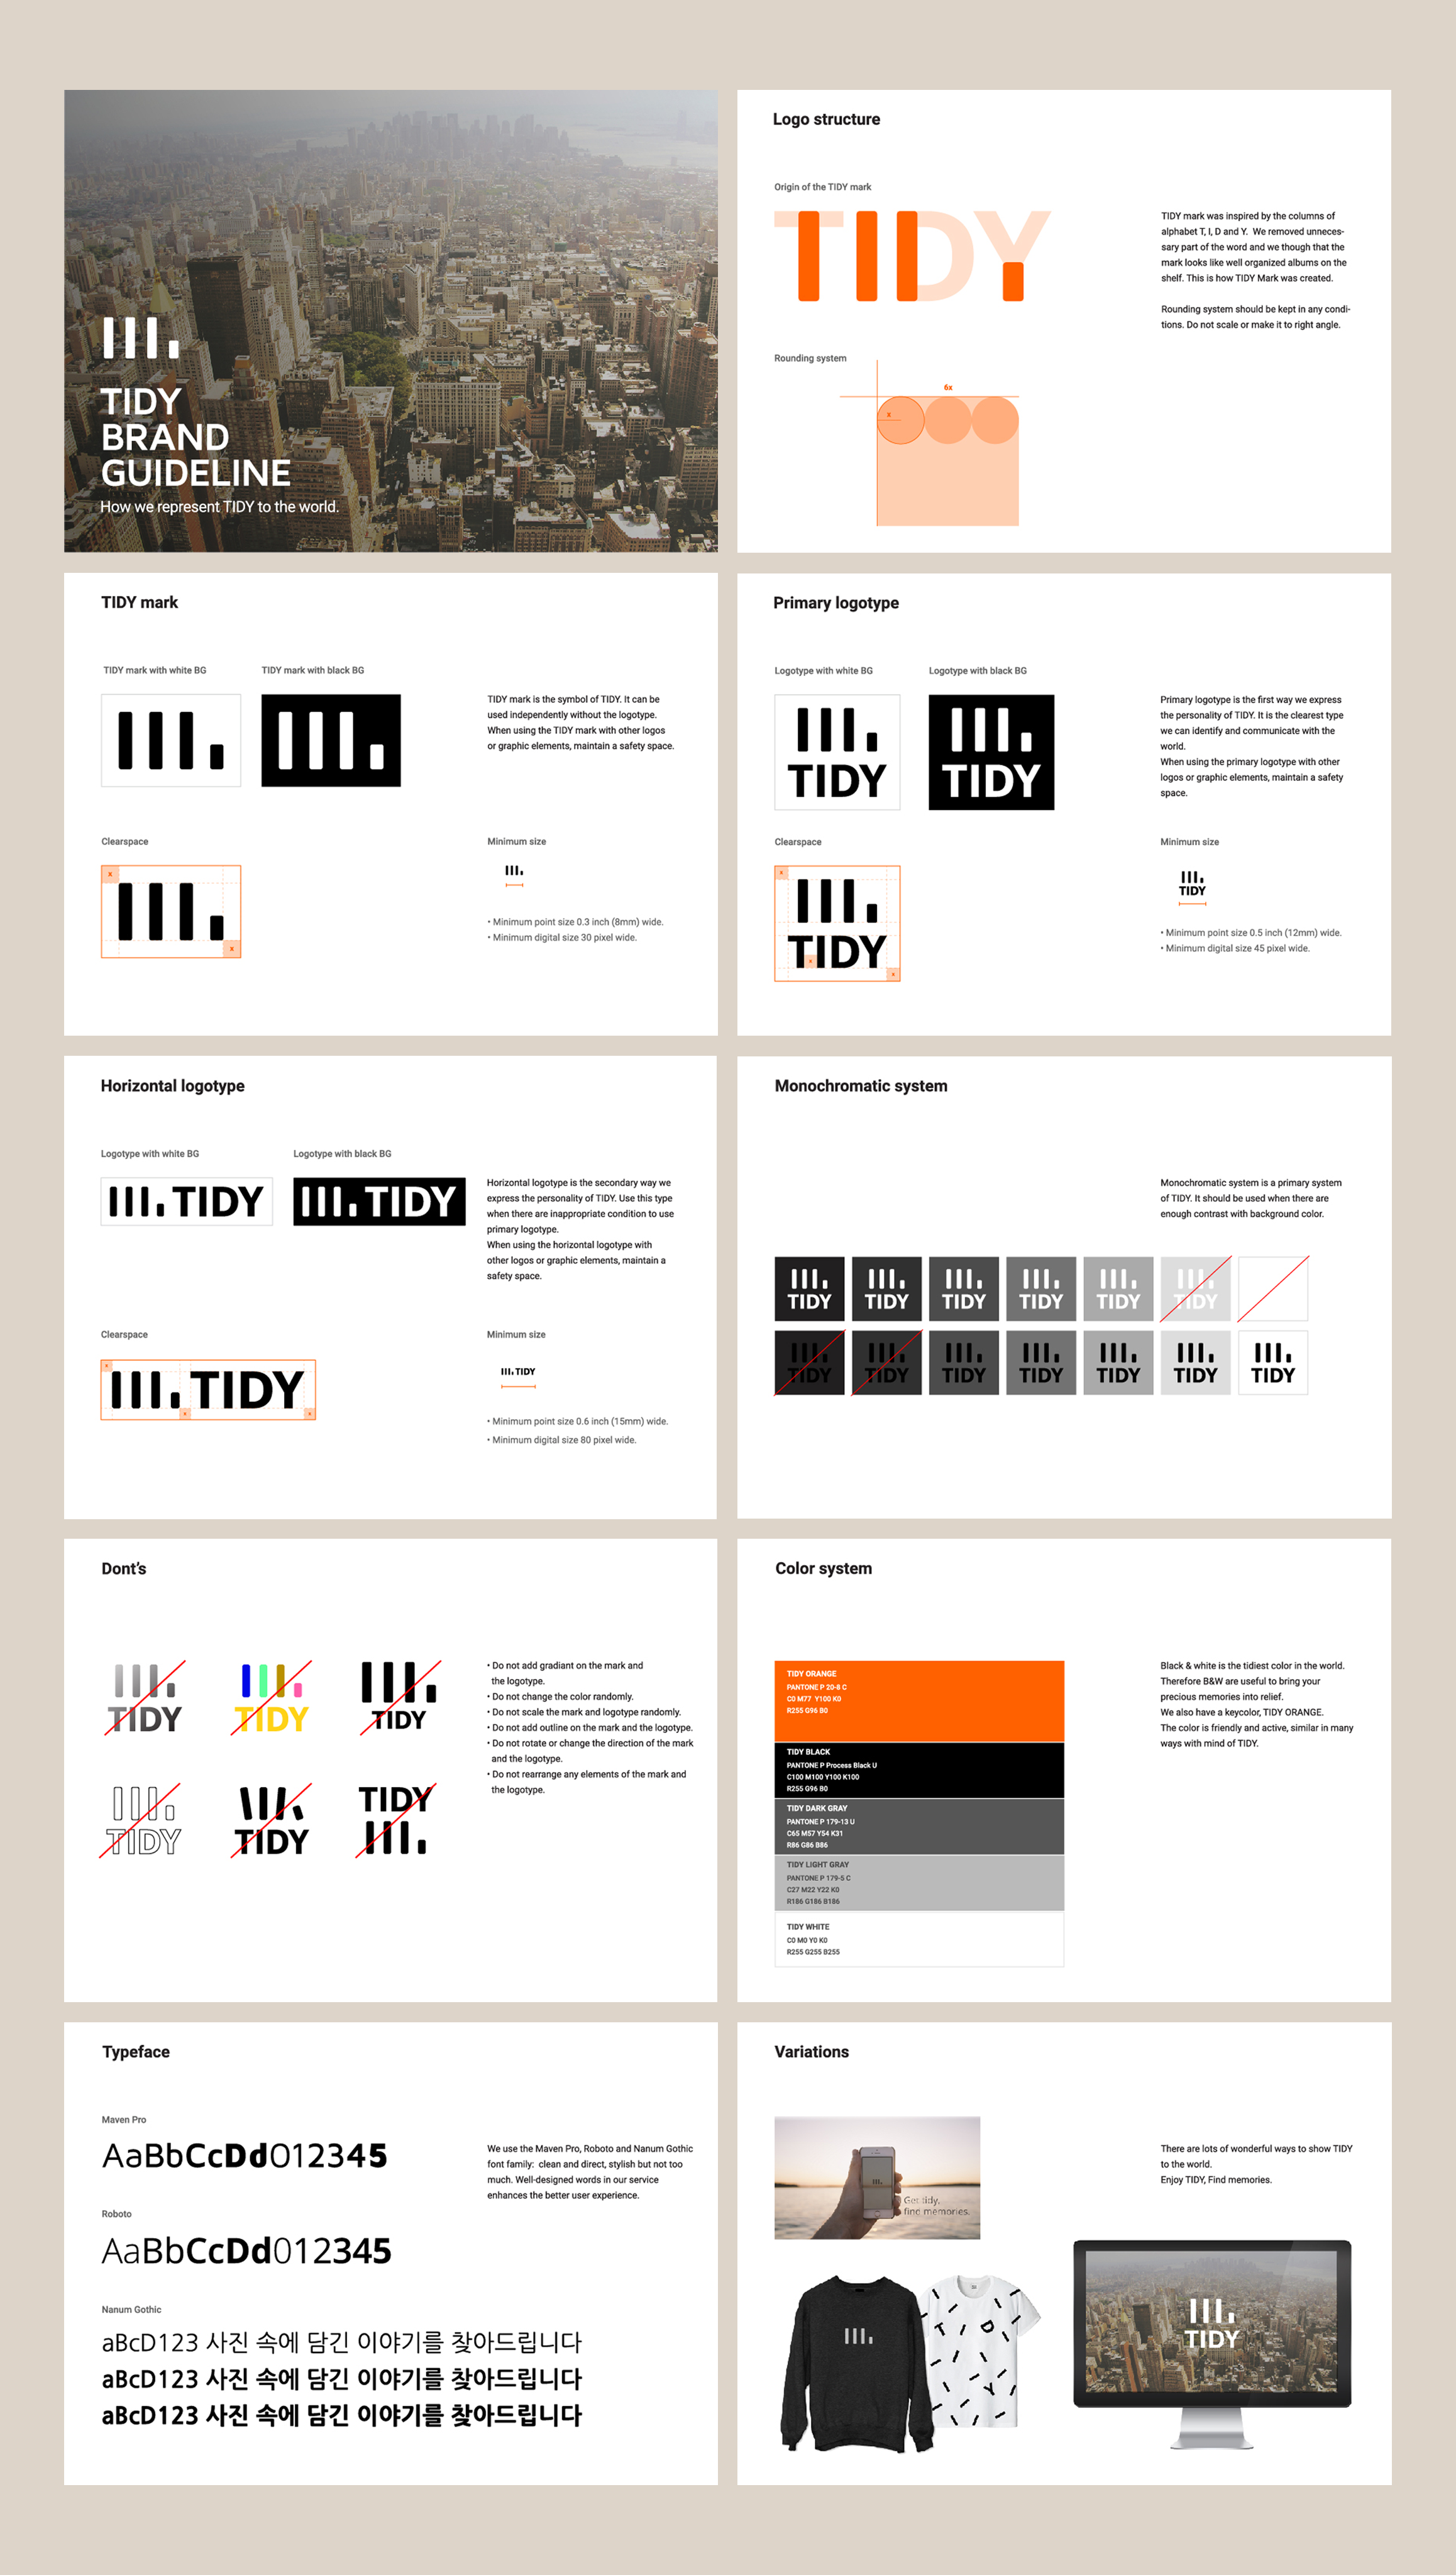 TIDY
BRAND
GUIDELINE
How we represent TIDY to the world.
Logo structure
Origin of the TIDY mark
TIDY
TIDY mark was inspired by the columns of
alphabet T, I, D and Y.  We removed unneces-
sary part of the word and we though that the
mark looks like well organized albums on the
shelf. This is how TIDY Mark was created.
Rounding system should be kept in any condi-
tions. Do not scale or make it to right angle.
Rounding system
6x
x
TIDY mark
TIDY mark with white BG
TIDY mark with black BG
TIDY mark is the symbol of TIDY. It can be
used independently without the logotype.
When using the TIDY mark with other logos
or graphic elements, maintain a safety space.
Clearspace
x
x
Minimum size
• Minimum point size 0.3 inch (8mm) wide.
• Minimum digital size 30 pixel wide.
Primary logotype
Logotype with white BG
Logotype with black BG
TIDY
TIDY
Primary logotype is the first way we express
the personality of TIDY. It is the clearest type
we can identify and communicate with the
world.
When using the primary logotype with other
logos or graphic elements, maintain a safety
space.
Clearspace
x
TIDY
x
x
Minimum size
TIDY
• Minimum point size 0.5 inch (12mm) wide.
• Minimum digital size 45 pixel wide.
Horizontal logotype
Logotype with white BG
Logotype with black BG
TIDY
TIDY
Horizontal logotype is the secondary way we
express the personality of TIDY. Use this type
when there are inappropriate condition to use
primary logotype.
When using the horizontal logotype with
other logos or graphic elements, maintain a
safety space.
Clearspace
x
TIDY
x
x
Minimum size
TIDY
• Minimum point size 0.6 inch (15mm) wide.
• Minimum digital size 80 pixel wide.
Monochromatic system
Monochromatic system is a primary system
of TIDY. It should be used when there are
enough contrast with background color.
TIDY TIDY TIDY TIDY TIDY TIDY
TIDY TIDY TIDY TIDY TIDY TIDY TIDY
Dont's
TIDY TIDY TIDY
TIDY TIDY TIDY
• Do not add gradiant on the mark and
the logotype.
• Do not change the color randomly.
• Do not scale the mark and logotype randomly.
• Do not add outline on the mark and the logotype.
• Do not rotate or change the direction of the mark
and the logotype.
• Do not rearrange any elements of the mark and
the logotype.
Color system
TIDY ORANGE
PANTONE P 20-8 C
C0 M77  Y100 K0
R255 G96 B0
TIDY BLACK
PANTONE P Process Black U
C100 M100 Y100 K100
R255 G96 B0
TIDY DARK GRAY
PANTONE P 179-13 U
C65 M57 Y54 K31
R86 G86 B86
TIDY LIGHT GRAY
PANTONE P 179-5 C
C27 M22 Y22 K0
R186 G186 B186
TIDY WHITE
C0 M0 Y0 K0
R255 G255 B255
Black & white is the tidiest color in the world.
Therefore B&W are useful to bring your
precious memories into relief.
We also have a keycolor, TIDY ORANGE.
The color is friendly and active, similar in many
ways with mind of TIDY.
Typeface
Maven Pro
AaBbCcDd012345
Roboto
AaBbCcDd012345
Nanum Gothic
aBcD123 사진 속에 담긴 이야기를 찾아드립니다
aBcD123 사진 속에 담긴 이야기를 찾아드립니다
aBcD123 사진 속에 담긴 이야기를 찾아드립니다
We use the Maven Pro, Roboto and Nanum Gothic
font family:  clean and direct, stylish but not too
much. Well-designed words in our service
enhances the better user experience.
Variations
Get tidy,
find memories.
There are lots of wonderful ways to show TIDY
to the world.
Enjoy TIDY, Find memories.
T I D
Y
TIDY